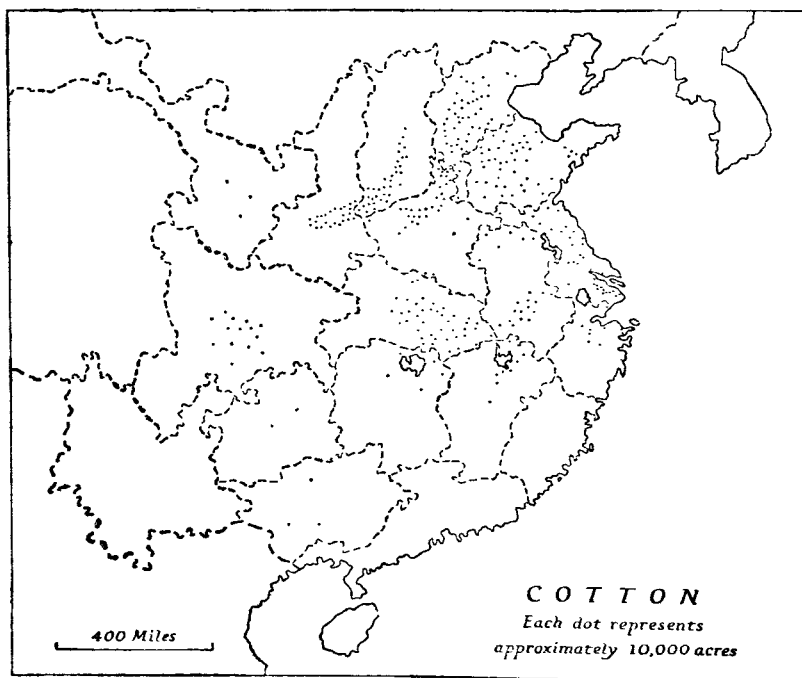 400 Miles
COTTON
Each dot represents
approximately 10,000 acres